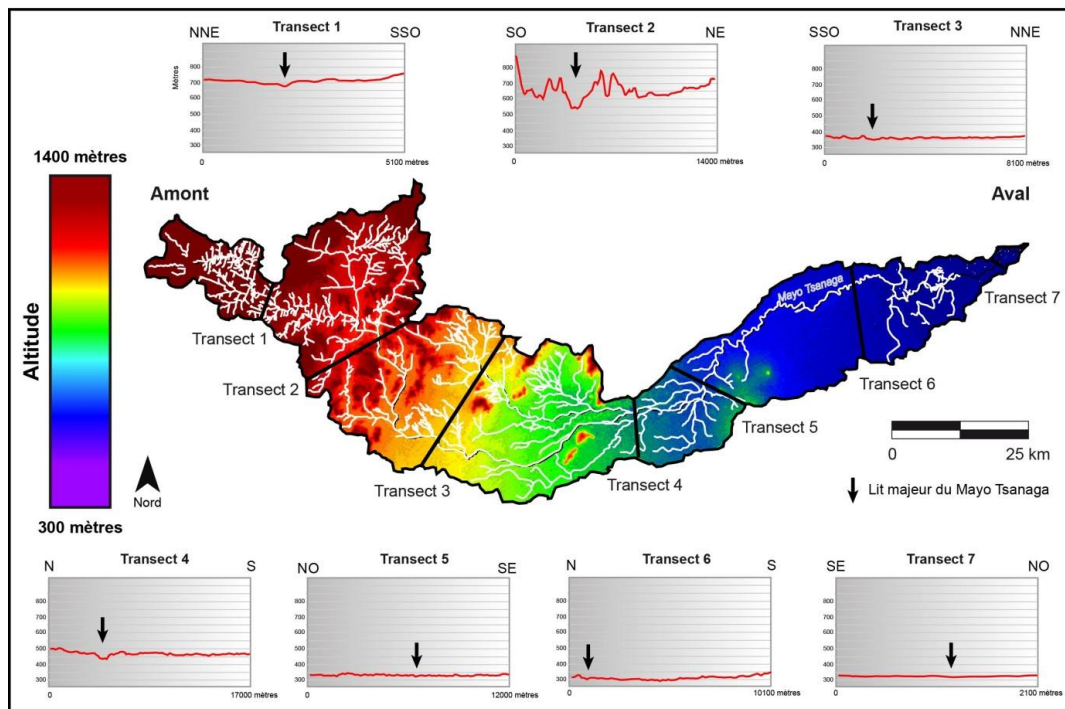 Transect 1
NNE SSO
Mètres
800
700
600
500
400
300
0 5100 mètres
Transect 2
SO NE
800
700
600
500
400
300
0 14000 mètres
Transect 3
SSO NNE
800
700
600
500
400
300
0 8100 mètres
1400 mètres
Altitude
300 mètres
Amont
Aval
Mayo Tsanaga
Transect 1
Transect 2
Transect 3
Transect 4
Transect 5
Transect 6
Transect 7
Nord
0 25 km
Lit majeur du Mayo Tsanaga
Transect 4
N S
800
700
600
500
400
300
0 17000 mètres
Transect 5
NO SE
800
700
600
500
400
300
0 12000 mètres
Transect 6
N S
800
700
600
500
400
300
0 10100 mètres
Transect 7
SE NO
800
700
600
500
400
300
0 2100 mètres